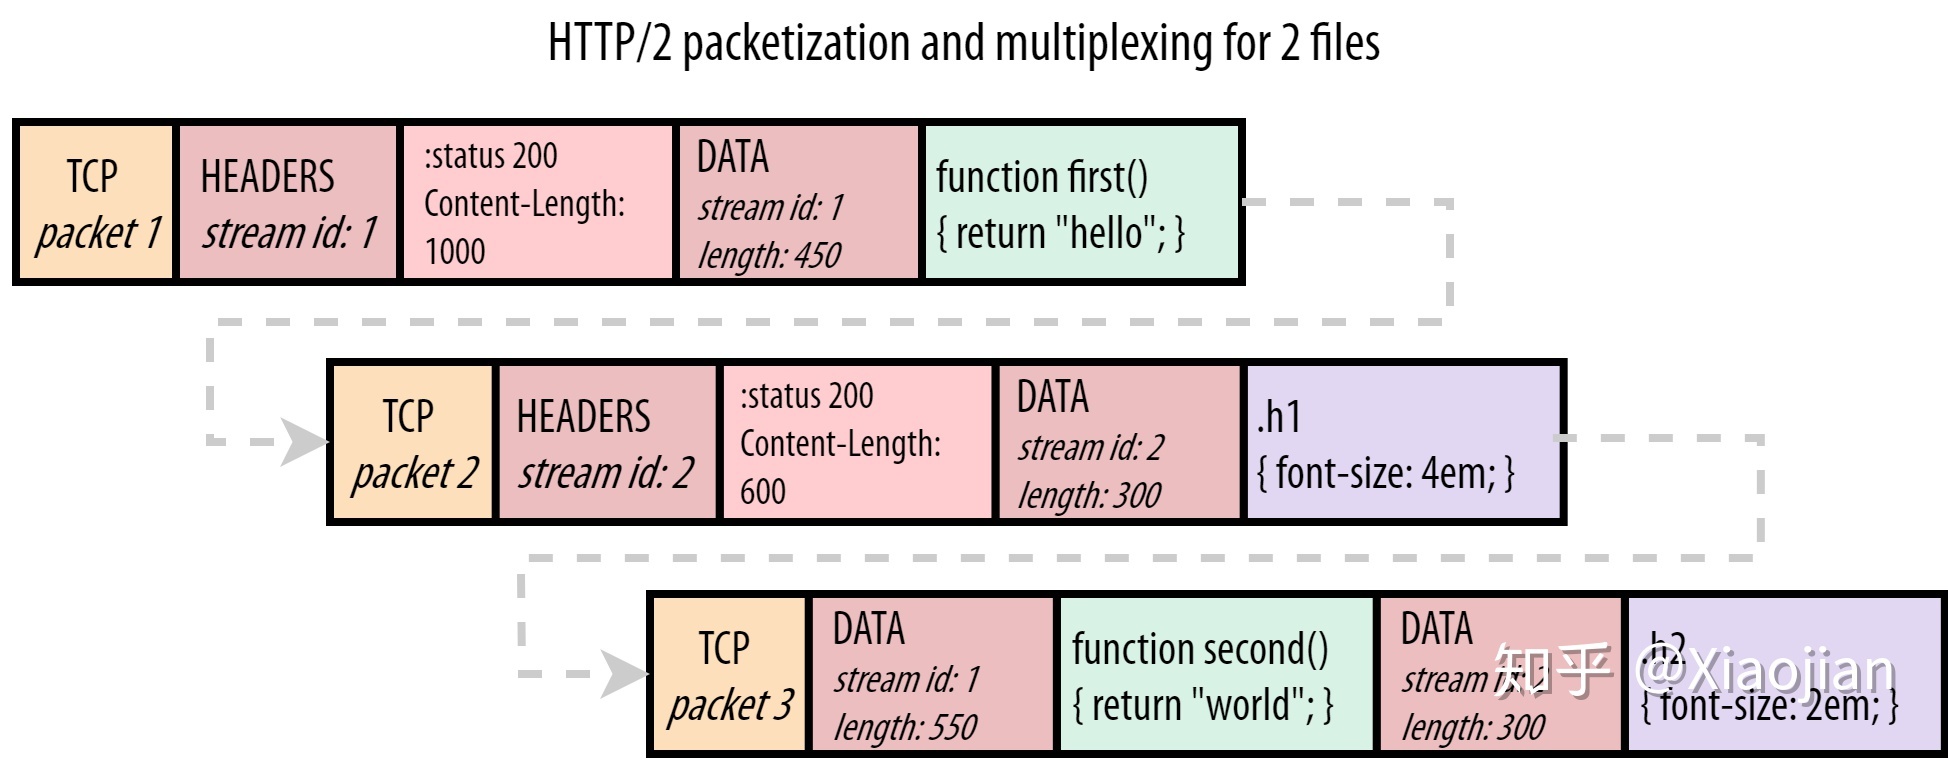 HTTP/2 packetization and multiplexing for 2 files
TCP
packet 1
HEADERS
stream id: 1
:status 200
Content-Length:
1000
DATA
stream id: 1
length: 450
function first()
{ return "hello"; }
TCP
packet 2
HEADERS
stream id: 2
:status 200
Content-Length:
600
DATA
stream id: 2
length: 300
.h1
{ font-size: 4em; }
TCP
packet 3
DATA
stream id: 1
length: 550
function second()
{ return "world"; }
DATA
stream id: 2
length: 300
.h2
{ font-size: 2em; }
知乎 @Xiaojian